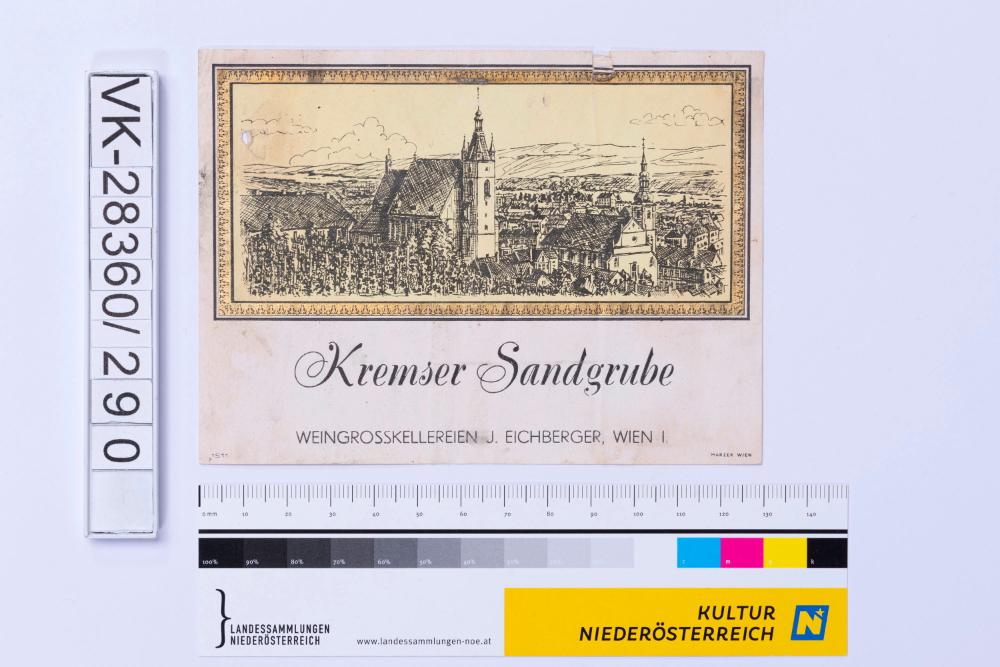 VK-28360/290
Kremser Sandgrube
WEINGROSSKELLEREIEN J. EICHBERGER, WIEN I.
MARZEK WIEN
0 mm 10 20 30 40 50 60 70 80 90 100 110 120 130 140
100% 90% 80% 70% 60% 50% 40% c m k
LANDESSAMMLUNGEN
NIEDERÖSTERREICH
www.landessammlungen-noe.at
KULTUR
NIEDERÖSTERREICH
N